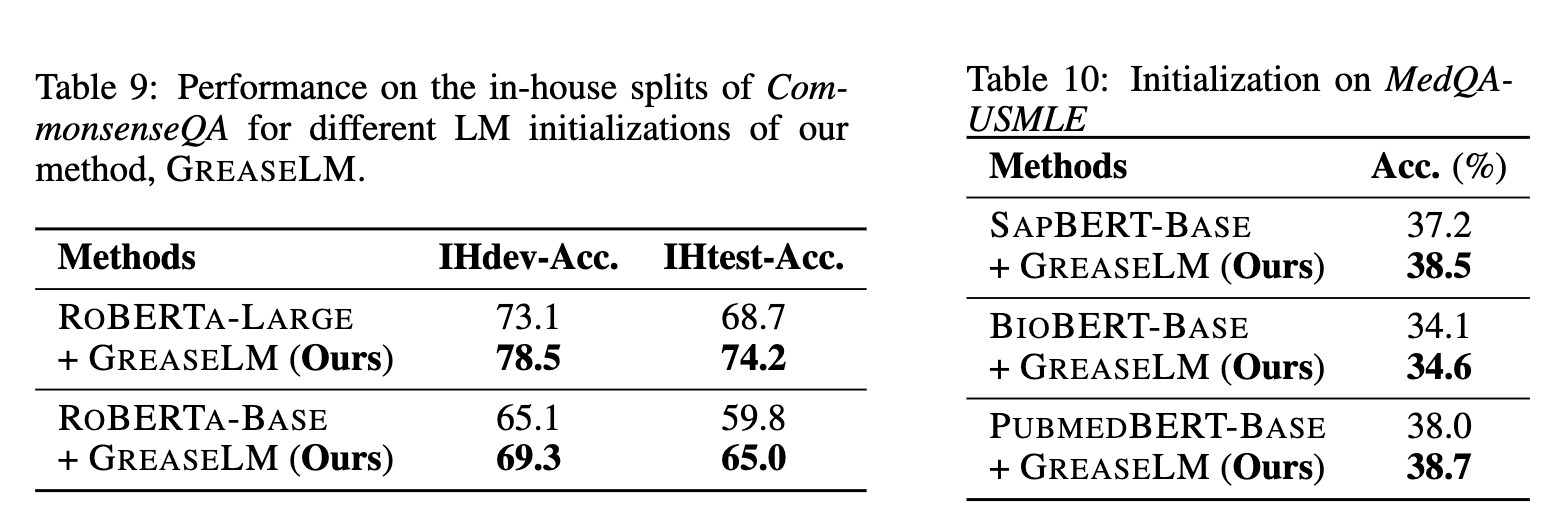 Table 9: Performance on the in-house splits of Com-
monsenseQA for different LM initializations of our
method, GREASELM.
Methods IHdev-Acc. IHtest-Acc.
ROBERTA-LARGE 73.1 68.7
+ GREASELM (Ours) 78.5 74.2
ROBERTA-BASE 65.1 59.8
+ GREASELM (Ours) 69.3 65.0
Table 10: Initialization on MedQA-
USMLE
Methods Acc. (%)
SAPBERT-BASE 37.2
+ GREASELM (Ours) 38.5
BIOBERT-BASE 34.1
+ GREASELM (Ours) 34.6
PUBMEDBERT-BASE 38.0
+ GREASELM (Ours) 38.7